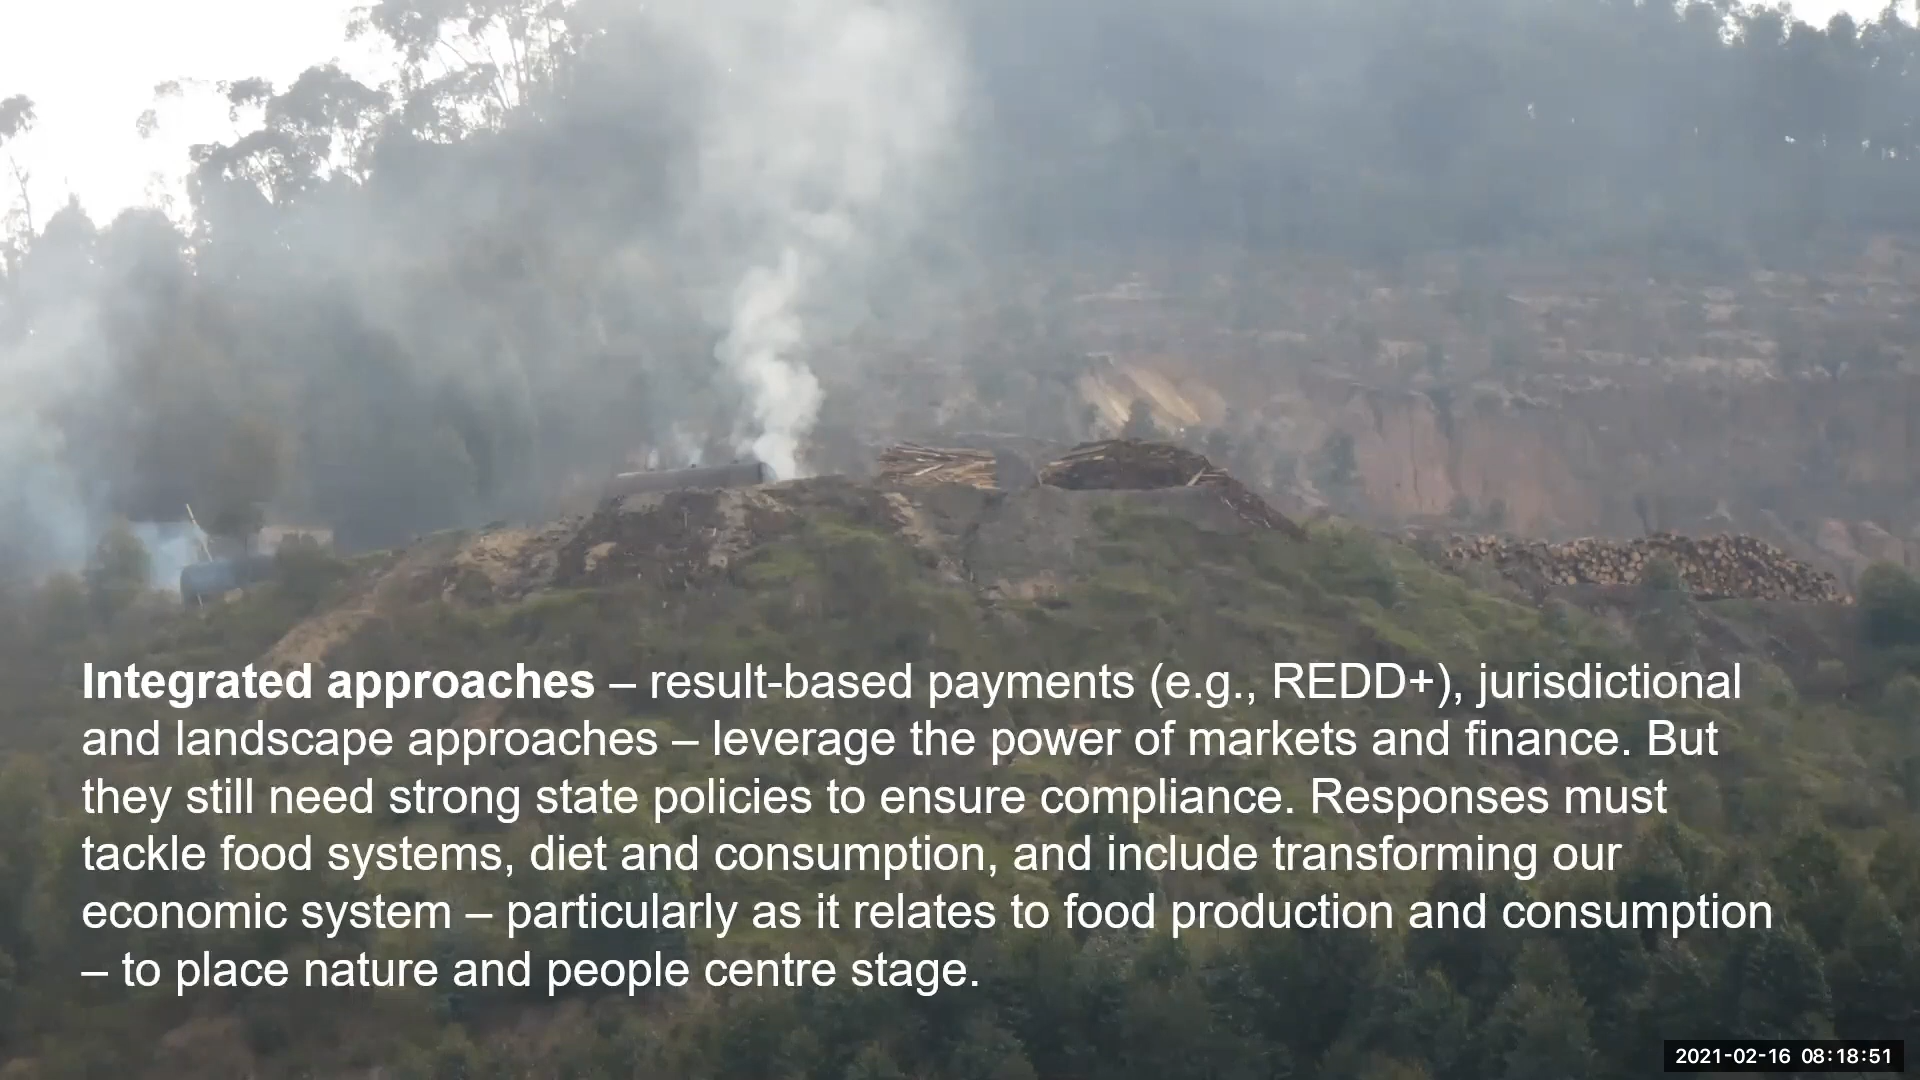 Integrated approaches – result-based payments (e.g., REDD+), jurisdictional
and landscape approaches – leverage the power of markets and finance. But
they still need strong state policies to ensure compliance. Responses must
tackle food systems, diet and consumption, and include transforming our
economic system – particularly as it relates to food production and consumption
– to place nature and people centre stage.
2021-02-16 08:18:51